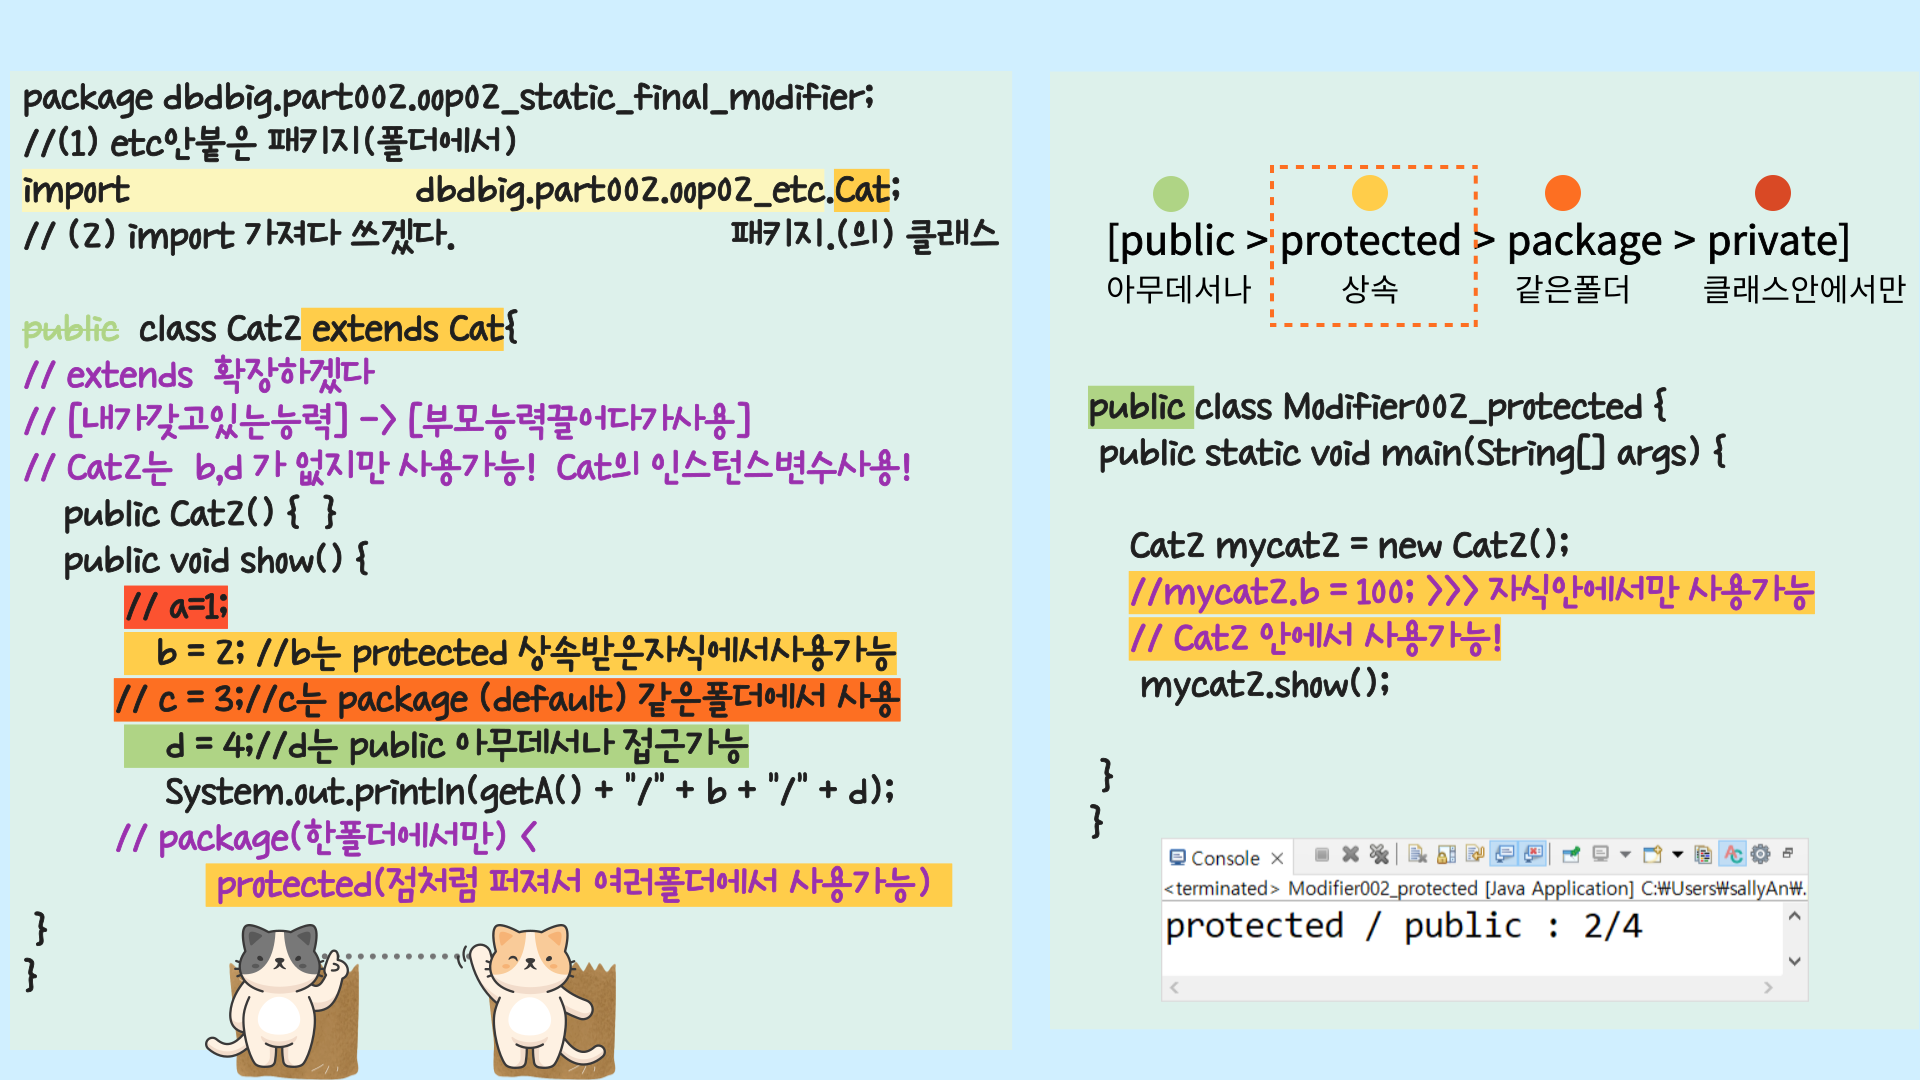 package dbdbig.part002.oop02_static_final_modifier;
//(1) etc안붙은 패키지(폴더에서)
import dbdbig.part002.oop02_etc.Cat;
// (2) import 가져다 쓰겠다. 패키지.(의) 클래스
public class Cat2 extends Cat{
// extends 확장하겠다
// [내가갖고있는능력] -> [부모능력끌어다가사용]
// Cat2는 b,d 가 없지만 사용가능! Cat의 인스턴스변수사용!
public Cat2() { }
public void show() {
// a=1;
b = 2; //b는 protected 상속받은자식에서사용가능
// c = 3;//c는 package (default) 같은폴더에서 사용
d = 4;//d는 public 아무데서나 접근가능
System.out.println(getA() + "/" + b + "/" + d);
// package(한폴더에서만) <
protected(점처럼 퍼져서 여러폴더에서 사용가능)
}
}
[public > protected > package > private]
아무데서나 상속 같은폴더 클래스안에서만
public class Modifier002_protected {
public static void main(String[] args) {
Cat2 mycat2 = new Cat2();
//mycat2.b = 100; >>> 자식안에서만 사용가능
// Cat2 안에서 사용가능!
mycat2.show();
}
}
Console
<terminated> Modifier002_protected [Java Application] C:₩Users₩sallyAn₩.
protected / public : 2/4